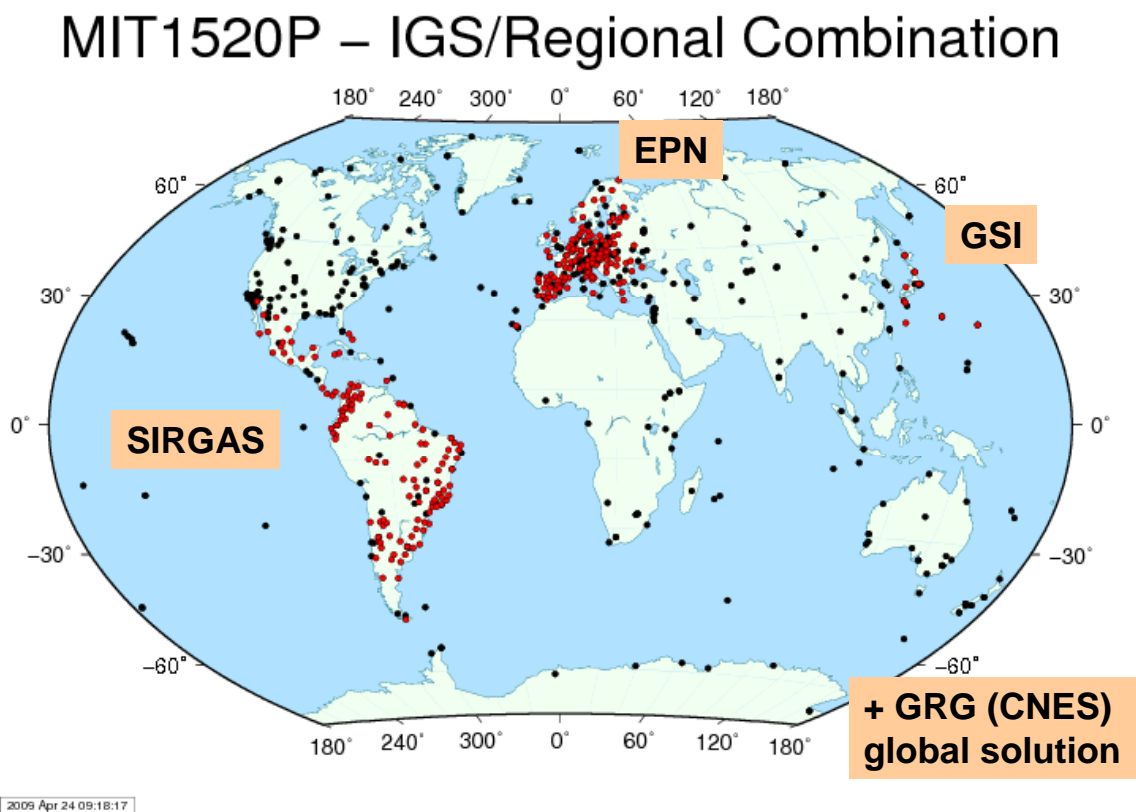 MIT1520P – IGS/Regional Combination
180° 240° 300° 0° 60° 120° 180°
EPN
60° 60°
GSI
30° 30°
SIRGAS
0° 0°
−30° −30°
−60° −60°
+ GRG (CNES)
global solution
180° 240° 300° 0° 60° 120° 180°
2009 Apr 24 09:18:17